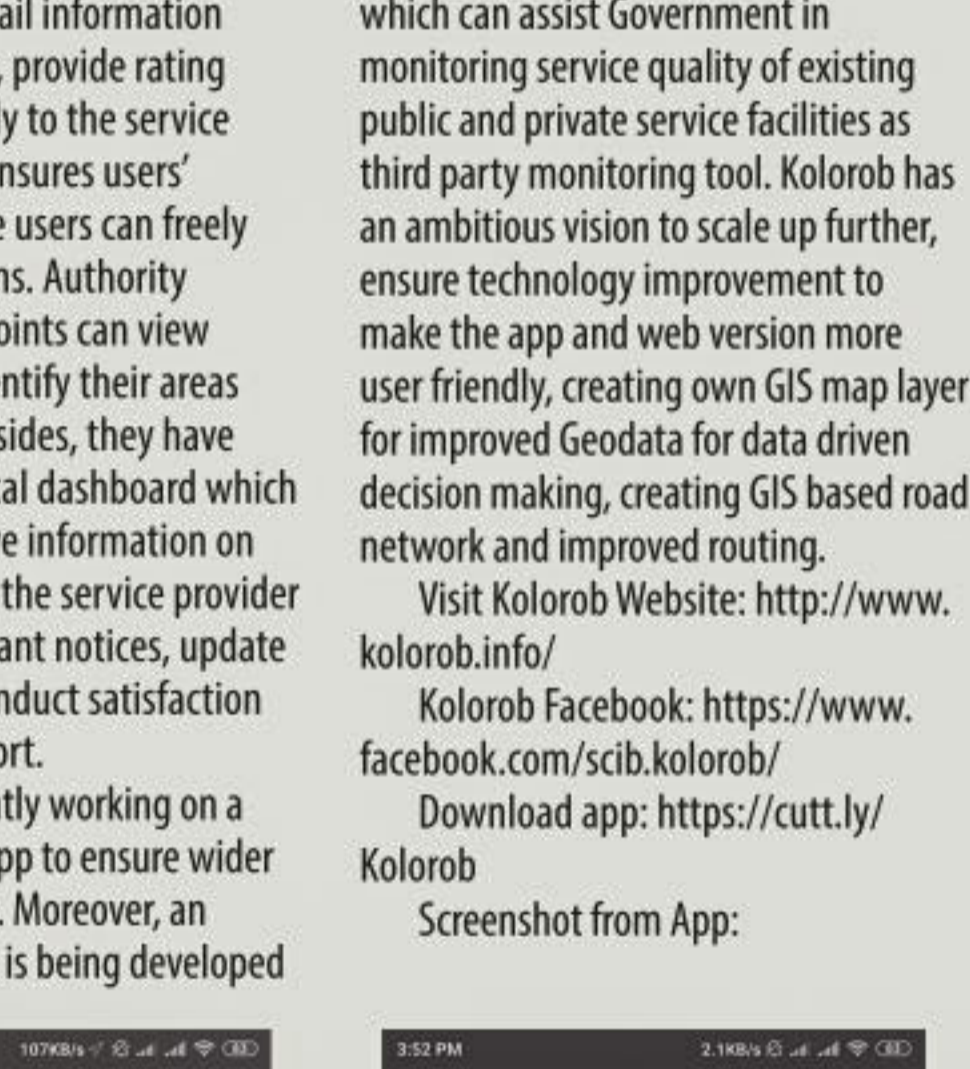 ail information
, provide rating
ly to the service
nsures users'
e users can freely
ns. Authority
oints can view
entify their areas
sides, they have
tal dashboard which
e information on
the service provider
ant notices, update
nduct satisfaction
ort.
ntly working on a
pp to ensure wider
. Moreover, an
is being developed
107KB/s
which can assist Government in
monitoring service quality of existing
public and private service facilities as
third party monitoring tool. Kolorob has
an ambitious vision to scale up further,
ensure technology improvement to
make the app and web version more
user friendly, creating own GIS map layer
for improved Geodata for data driven
decision making, creating GIS based road
network and improved routing.
Visit Kolorob Website: http://www.
kolorob.info/
Kolorob Facebook: https://www.
facebook.com/scib.kolorob/
Download app: https://cutt.ly/
Kolorob
Screenshot from App:
3:52 PM 2.1KB/s